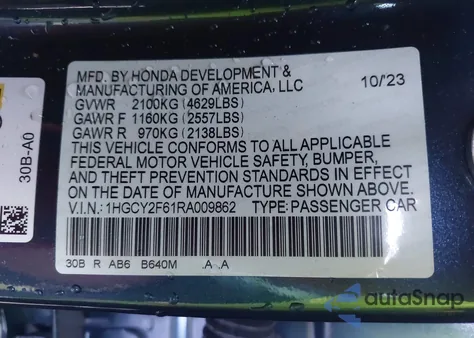 MFD. BY HONDA DEVELOPMENT &
MANUFACTURING OF AMERICA, LLC 10/23
GVWR 2100KG (4629LBS)
GAWR F 1160KG (2557LBS)
GAWR R 970KG (2138LBS)
THIS VEHICLE CONFORMS TO ALL APPLICABLE
FEDERAL MOTOR VEHICLE SAFETY, BUMPER,
AND THEFT PREVENTION STANDARDS IN EFFECT
ON THE DATE OF MANUFACTURE SHOWN ABOVE.
V.I.N.: 1HGCY2F61RA009862 TYPE: PASSENGER CAR
30B R AB6 B640M .A .A
30B-A0
autoSnap